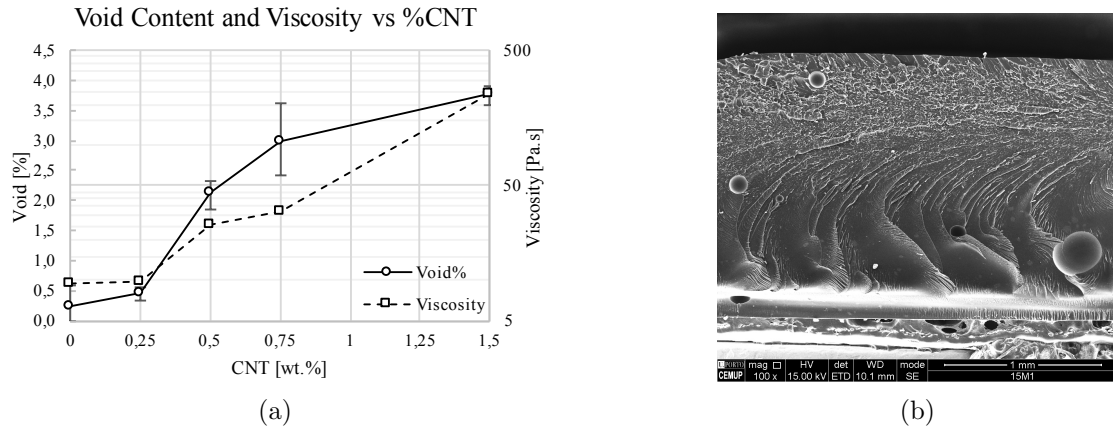 Void Content and Viscosity vs %CNT
4,5
4,0
3,5
3,0
2,5
2,0
1,5
1,0
0,5
0,0
Void [%]
500
50
5
Viscosity [Pa.s]
Void%
Viscosity
0
0,25
0,5
0,75
1
1,25
1,5
CNT [wt.%]
(a)
U.PORTO
CEMUP
mag
100 x
HV
15.00 kV
det
ETD
WD
10.1 mm
mode
SE
1 mm
15M1
(b)